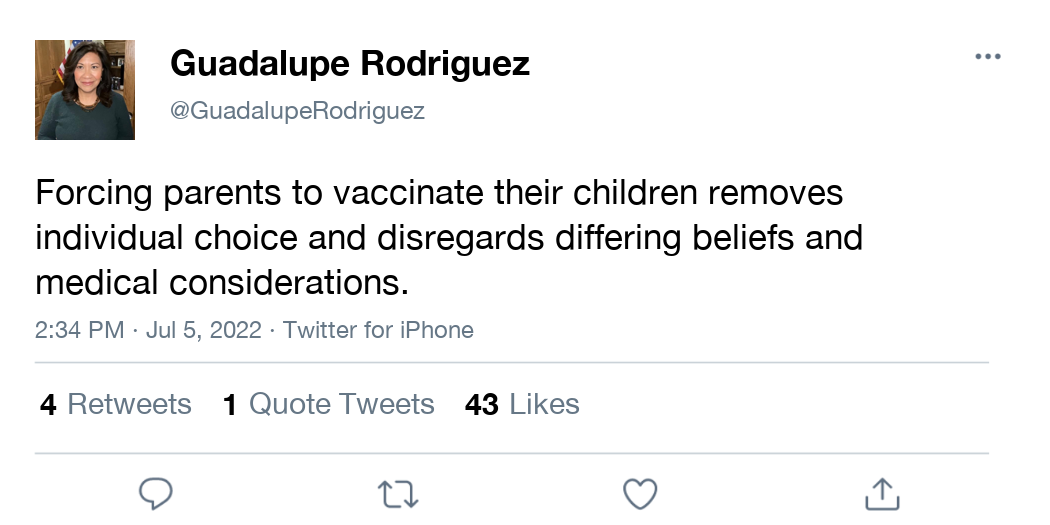 Guadalupe Rodriguez
@GuadalupeRodriguez
Forcing parents to vaccinate their children removes
individual choice and disregards differing beliefs and
medical considerations.
2:34 PM · Jul 5, 2022 · Twitter for iPhone
4 Retweets 1 Quote Tweets 43 Likes